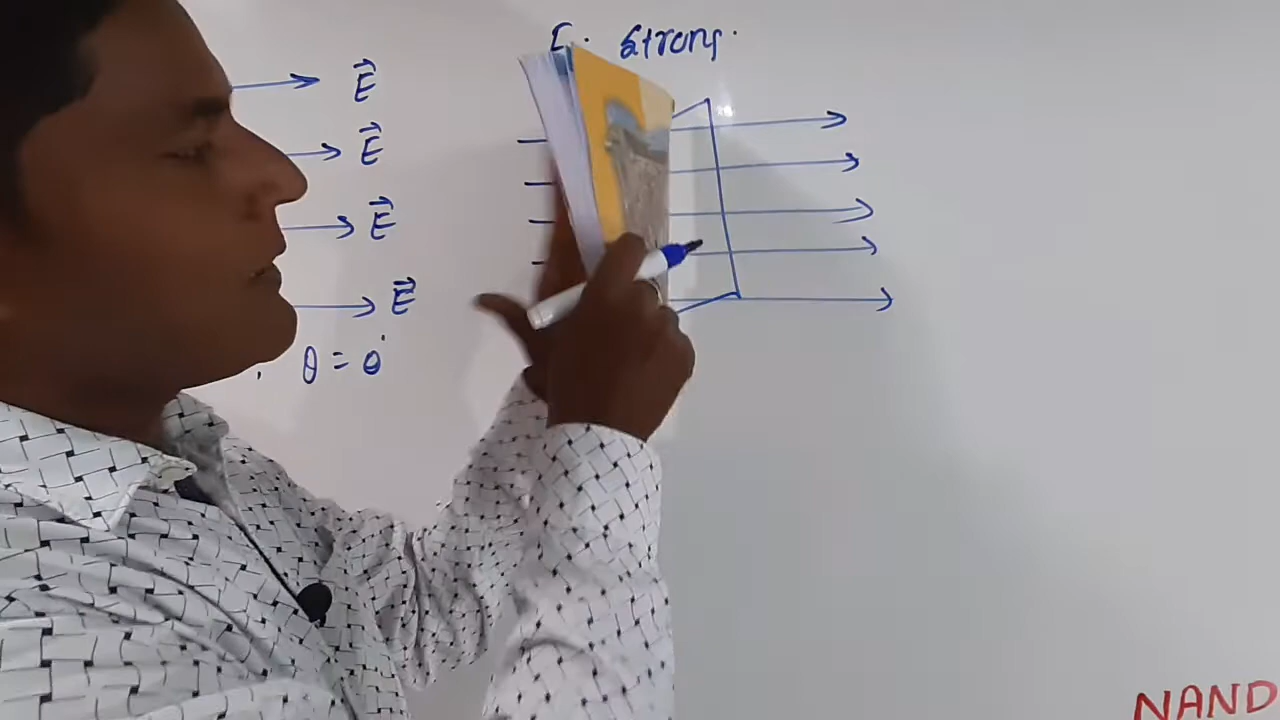 E. Strong.
E
E
E
E
θ = 0°
NAND